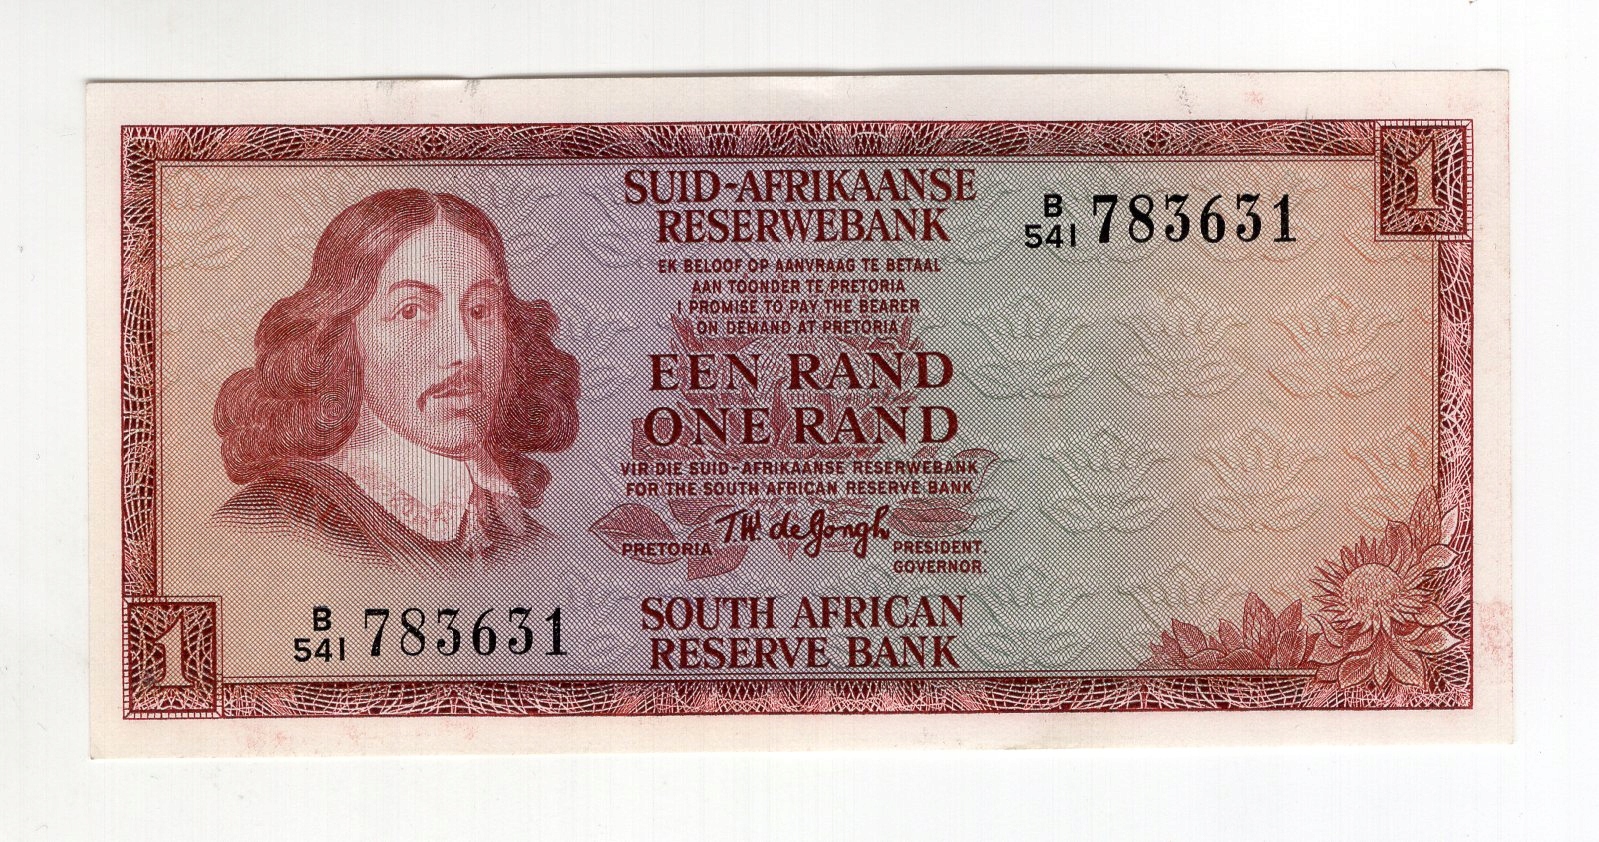 SUID-AFRIKAANSE
RESERWEBANK
B
541 783631
1
EK BELOOF OP AANVRAAG TE BETAAL
AAN TOONDER TE PRETORIA
I PROMISE TO PAY THE BEARER
ON DEMAND AT PRETORIA
EEN RAND
ONE RAND
VIR DIE SUID-AFRIKAANSE RESERWEBANK
FOR THE SOUTH AFRICAN RESERVE BANK
T.W. de Jongh
PRETORIA PRESIDENT.
GOVERNOR.
1
B
541 783631
SOUTH AFRICAN
RESERVE BANK